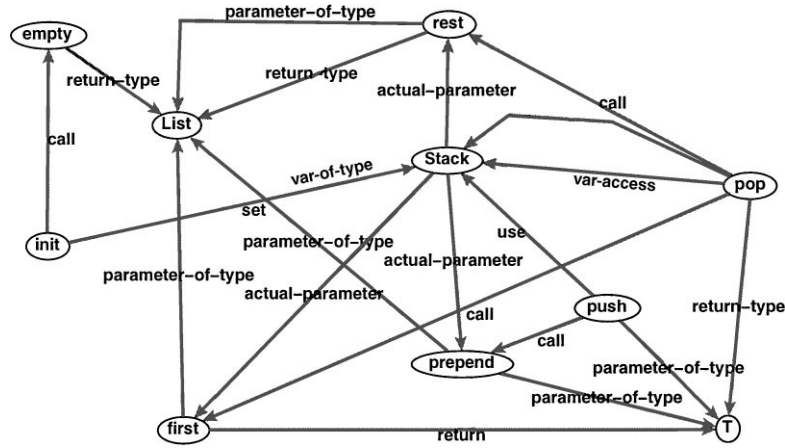 parameter-of-type
rest
empty
return-type
return-type
actual-parameter
call
List
call
Stack
var-of-type
var-access
pop
set
use
init
parameter-of-type
actual-parameter
parameter-of-type
actual-parameter
push
return-type
call
call
prepend
parameter-of-type
parameter-of-type
first
T
return